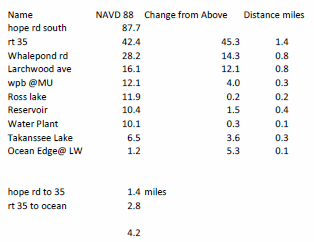 Name NAVD 88 Change from Above Distance miles
hope rd south 87.7
rt 35 42.4 45.3 1.4
Whalepond rd 28.2 14.3 0.8
Larchwood ave 16.1 12.1 0.8
wpb @MU 12.1 4.0 0.3
Ross lake 11.9 0.2 0.2
Reservoir 10.4 1.5 0.4
Water Plant 10.1 0.3 0.1
Takanssee Lake 6.5 3.6 0.3
Ocean Edge@ LW 1.2 5.3 0.1
hope rd to 35 1.4 miles
rt 35 to ocean 2.8
4.2